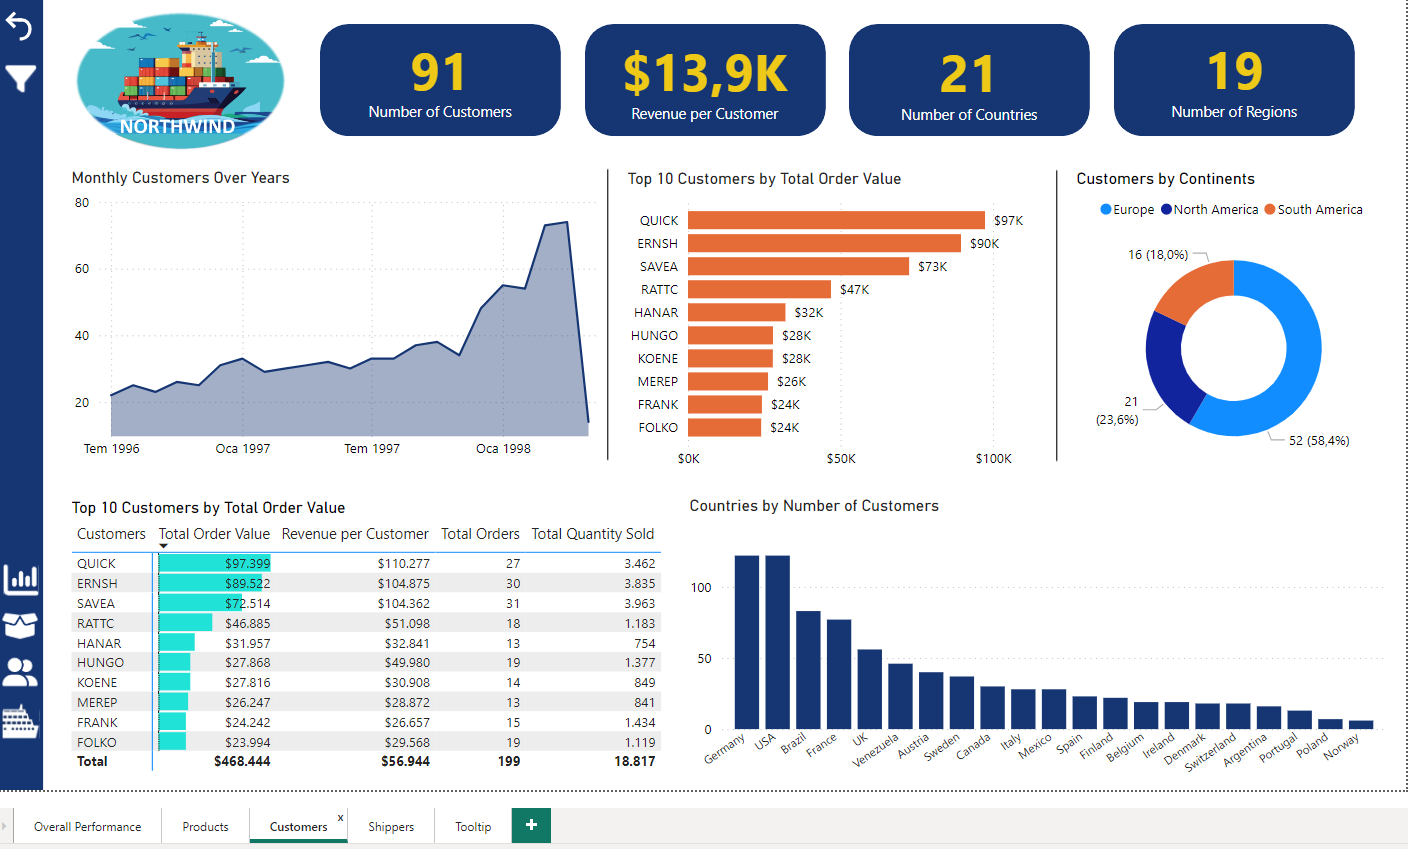 NORTHWIND
91
Number of Customers
$13,9K
Revenue per Customer
21
Number of Countries
19
Number of Regions
Monthly Customers Over Years
80
60
40
20
Tem 1996
Oca 1997
Tem 1997
Oca 1998
Top 10 Customers by Total Order Value
QUICK $97K
ERNSH $90K
SAVEA $73K
RATTC $47K
HANAR $32K
HUNGO $28K
KOENE $28K
MEREP $26K
FRANK $24K
FOLKO $24K
$0K $50K $100K
Customers by Continents
Europe North America South America
16 (18,0%)
21
(23,6%)
52 (58,4%)
Top 10 Customers by Total Order Value
Customers Total Order Value Revenue per Customer Total Orders Total Quantity Sold
QUICK $97.399 $110.277 27 3.462
ERNSH $89.522 $104.875 30 3.835
SAVEA $72.514 $104.362 31 3.963
RATTC $46.885 $51.098 18 1.183
HANAR $31.957 $32.841 13 754
HUNGO $27.868 $49.980 19 1.377
KOENE $27.816 $30.908 14 849
MEREP $26.247 $28.872 13 841
FRANK $24.242 $26.657 15 1.434
FOLKO $23.994 $29.568 19 1.119
Total $468.444 $56.944 199 18.817
Countries by Number of Customers
100
50
0
Germany
USA
Brazil
France
UK
Venezuela
Austria
Sweden
Canada
Italy
Mexico
Spain
Finland
Belgium
Ireland
Denmark
Switzerland
Argentina
Portugal
Poland
Norway
Overall Performance Products Customers x Shippers Tooltip +